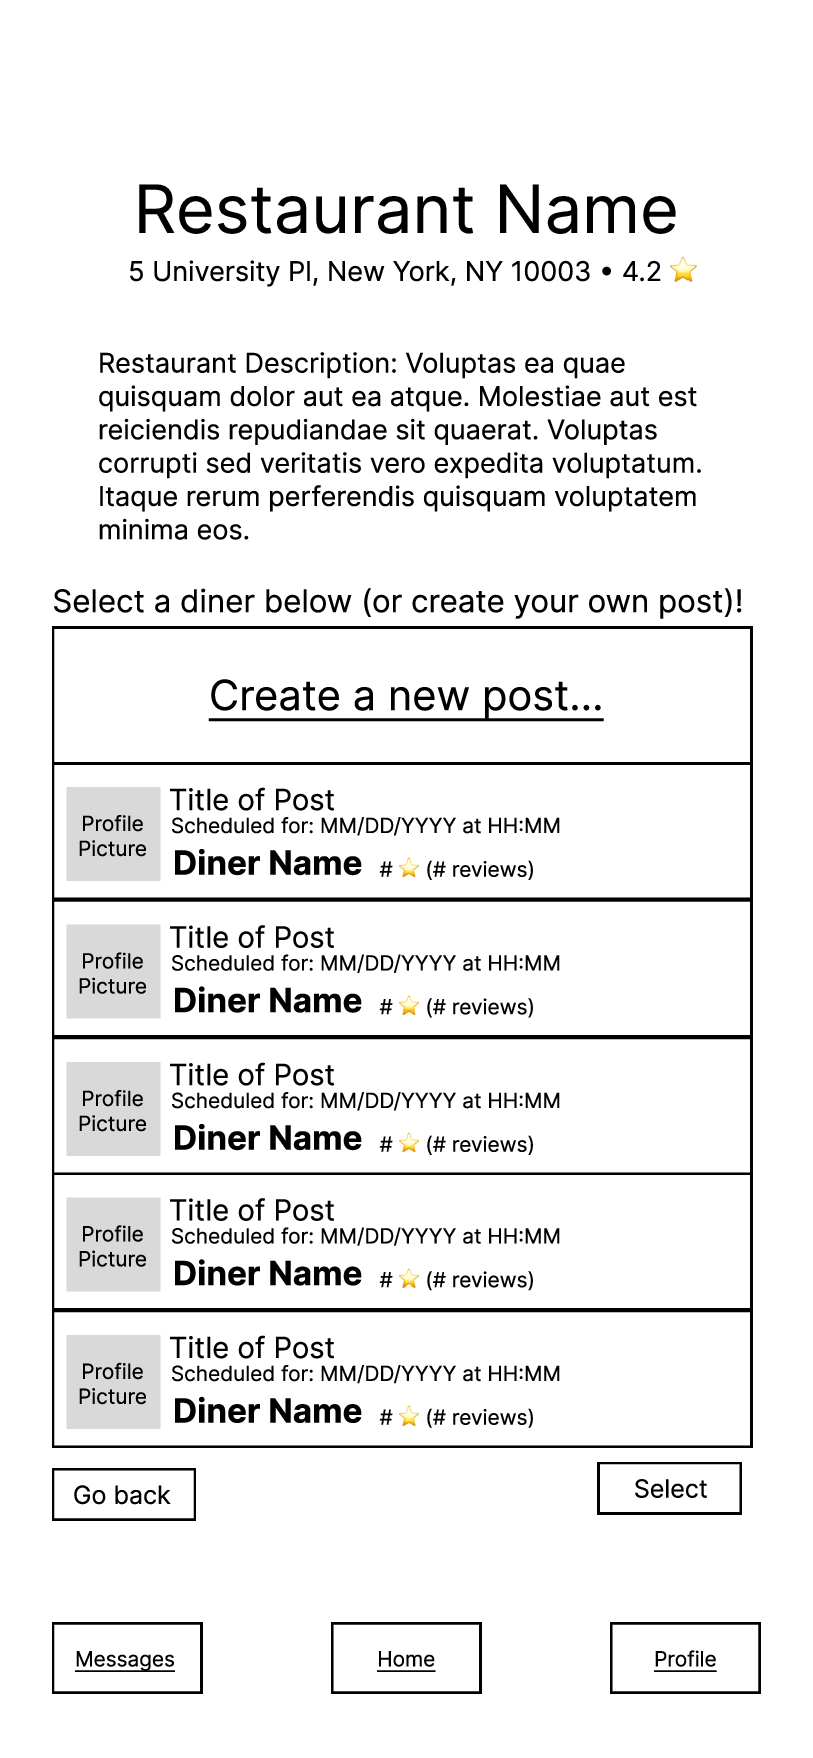 Restaurant Name
5 University Pl, New York, NY 10003 • 4.2 ⭐
Restaurant Description: Voluptas ea quae
quisquam dolor aut ea atque. Molestiae aut est
reiciendis repudiandae sit quaerat. Voluptas
corrupti sed veritatis vero expedita voluptatum.
Itaque rerum perferendis quisquam voluptatem
minima eos.
Select a diner below (or create your own post)!
Create a new post...
Profile
Picture
Title of Post
Scheduled for: MM/DD/YYYY at HH:MM
Diner Name # ⭐ (# reviews)
Profile
Picture
Title of Post
Scheduled for: MM/DD/YYYY at HH:MM
Diner Name # ⭐ (# reviews)
Profile
Picture
Title of Post
Scheduled for: MM/DD/YYYY at HH:MM
Diner Name # ⭐ (# reviews)
Profile
Picture
Title of Post
Scheduled for: MM/DD/YYYY at HH:MM
Diner Name # ⭐ (# reviews)
Profile
Picture
Title of Post
Scheduled for: MM/DD/YYYY at HH:MM
Diner Name # ⭐ (# reviews)
Go back
Select
Messages
Home
Profile